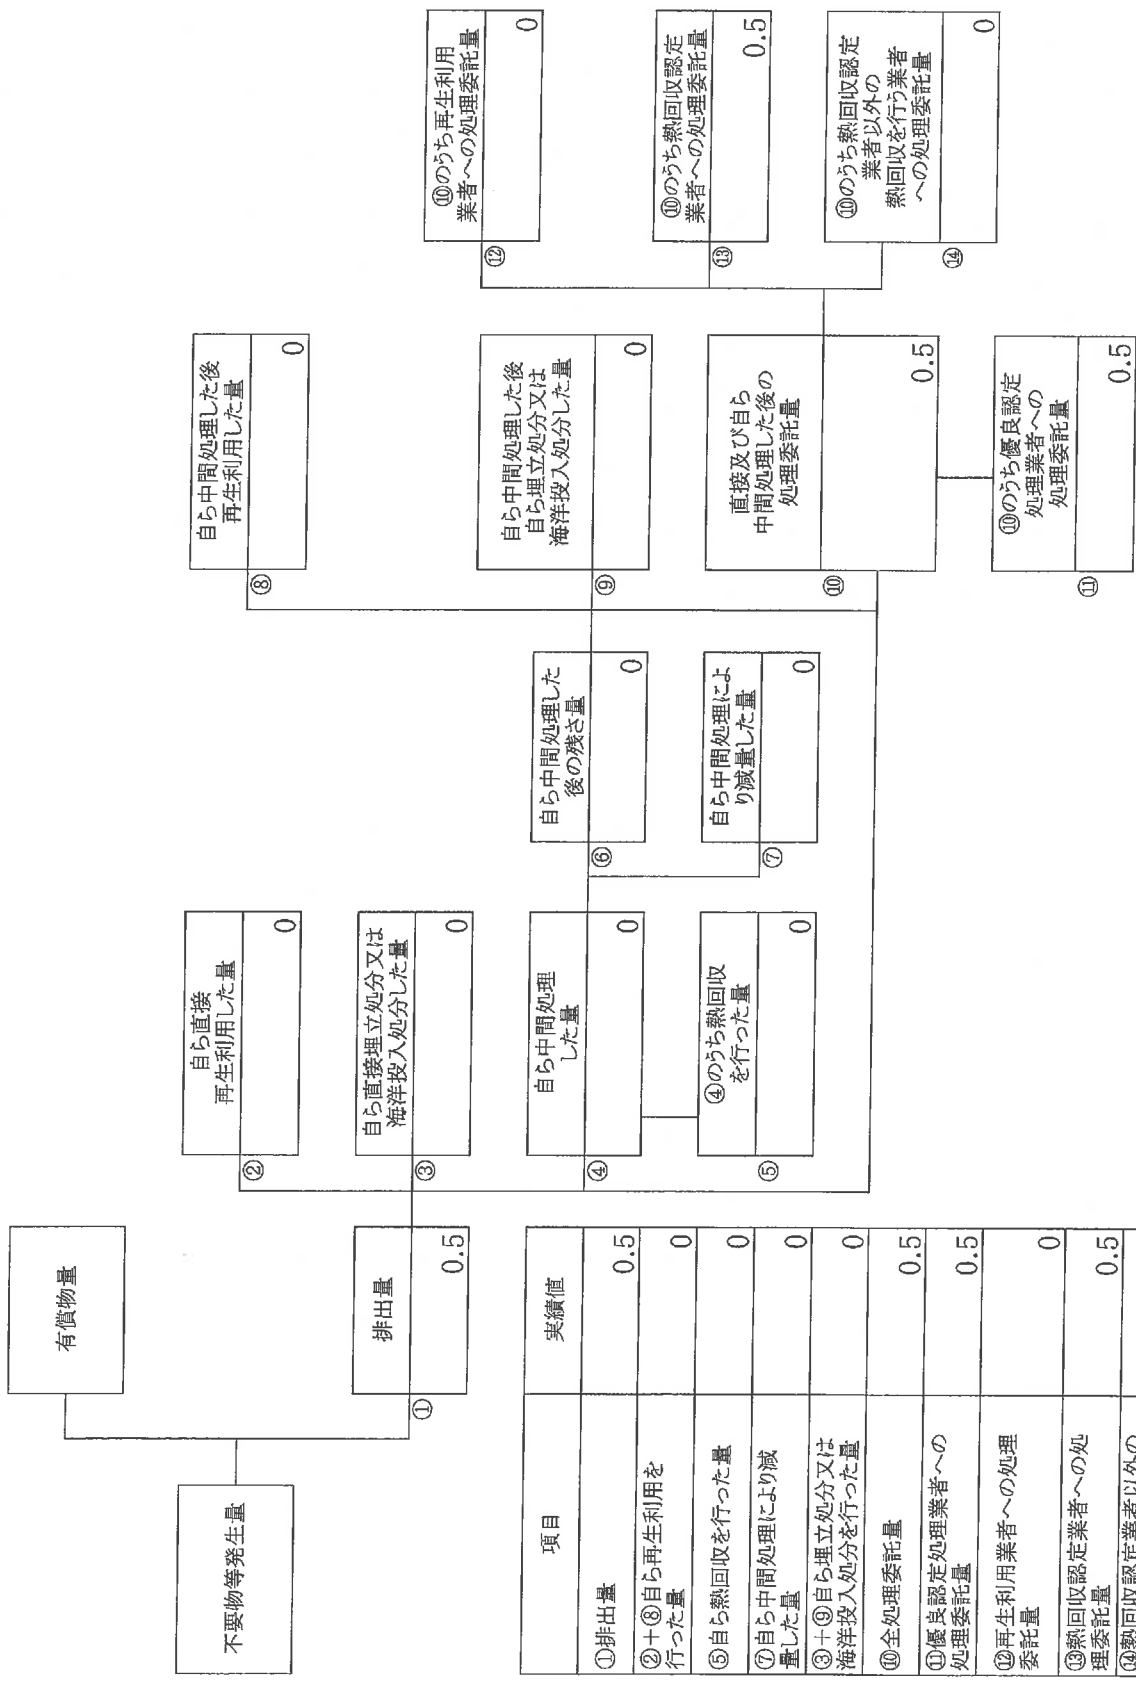 不要物等発生量
有償物量
排出量
①
0.5
自ら直接
再生利用した量
②
0
自ら直接埋立処分又は
海洋投入処分した量
③
0
自ら中間処理
した量
④
0
④のうち熱回収
を行った量
⑤
0
自ら中間処理した
後の残さ量
⑥
0
自ら中間処理によ
り減量した量
⑦
0
自ら中間処理した後
再生利用した量
⑧
0
自ら中間処理した後
自ら埋立処分又は
海洋投入処分した量
⑨
0
直接及び自ら
中間処理した後の
処理委託量
⑩
0.5
⑩のうち優良認定
処理業者への
処理委託量
⑪
0.5
⑩のうち再生利用
業者への処理委託量
⑫
0
⑩のうち熱回収認定
業者への処理委託量
⑬
0.5
⑩のうち熱回収認定
業者以外の
熱回収を行う業者
への処理委託量
⑭
0
項目 実績値
①排出量 0.5
②+⑧自ら再生利用を
行った量 0
⑤自ら熱回収を行った量 0
⑦自ら中間処理により減
量した量 0
③+⑨自ら埋立処分又は
海洋投入処分を行った量 0
⑩全処理委託量 0.5
⑪優良認定処理業者への
処理委託量 0.5
⑫再生利用業者への処理
委託量 0
⑬熱回収認定業者への処
理委託量 0.5
⑭熱回収認定業者以外の